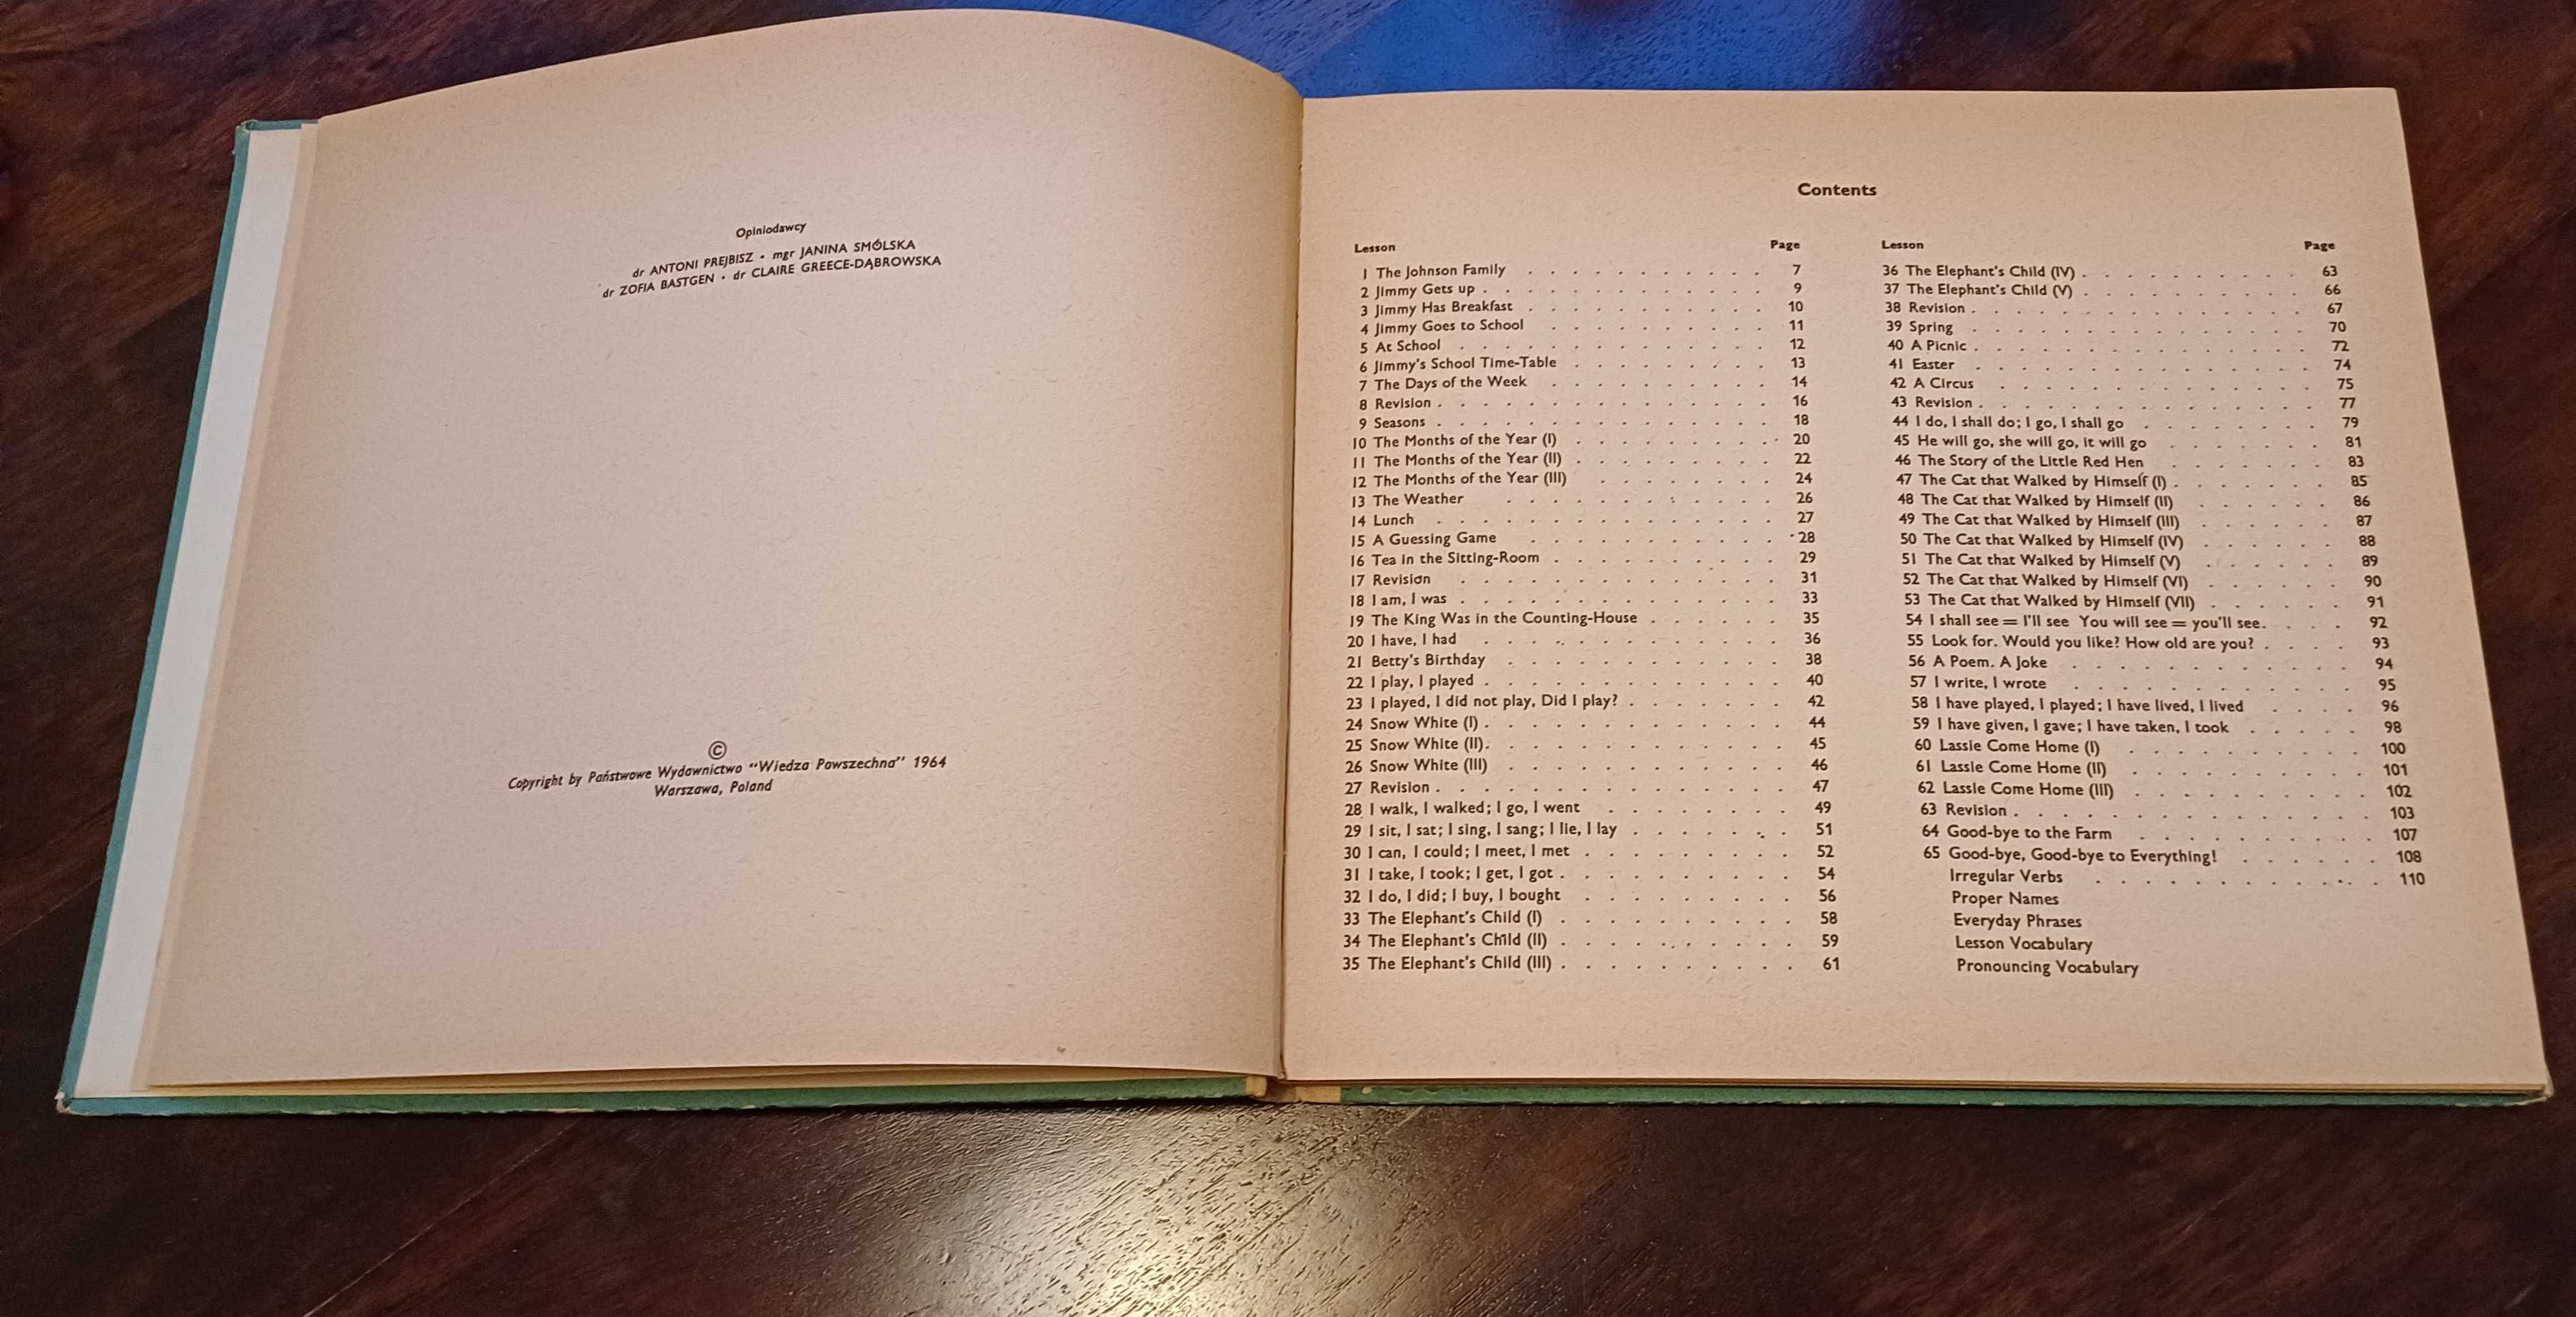 Opiniodawcy
dr ANTONI PREJBISZ • mgr JANINA SMÓLSKA
dr ZOFIA BASTGEN • dr CLAIRE GREECE-DĄBROWSKA
©
Copyright by Państwowe Wydawnictwo “Wiedza Powszechna” 1964
Warszawa, Poland
Contents
Lesson Page
1 The Johnson Family . . . . . . . . . . . 7
2 Jimmy Gets up . . . . . . . . . . . . . 9
3 Jimmy Has Breakfast . . . . . . . . . . . 10
4 Jimmy Goes to School . . . . . . . . . . 11
5 At School . . . . . . . . . . . . . . 12
6 Jimmy's School Time-Table . . . . . . . . . 13
7 The Days of the Week . . . . . . . . . . 14
8 Revision . . . . . . . . . . . . . . . 16
9 Seasons . . . . . . . . . . . . . . . 18
10 The Months of the Year (I) . . . . . . . . . 20
11 The Months of the Year (II) . . . . . . . . . 22
12 The Months of the Year (III) . . . . . . . . 24
13 The Weather . . . . . . . . . . . . 26
14 Lunch . . . . . . . . . . . . . . . 27
15 A Guessing Game . . . . . . . . . . . 28
16 Tea in the Sitting-Room . . . . . . . . . . 29
17 Revision . . . . . . . . . . . . . . 31
18 I am, I was . . . . . . . . . . . . . . 33
19 The King Was in the Counting-House . . . . . . 35
20 I have, I had . . . . . . . . . . . . . 36
21 Betty's Birthday . . . . . . . . . . . . 38
22 I play, I played . . . . . . . . . . . . . 40
23 I played, I did not play, Did I play? . . . . . . . 42
24 Snow White (I) . . . . . . . . . . . . . 44
25 Snow White (II) . . . . . . . . . . . . . 45
26 Snow White (III) . . . . . . . . . . . . 46
27 Revision . . . . . . . . . . . . . . . 47
28 I walk, I walked; I go, I went . . . . . . . . 49
29 I sit, I sat; I sing, I sang; I lie, I lay . . . . . . . 51
30 I can, I could; I meet, I met . . . . . . . . . 52
31 I take, I took; I get, I got . . . . . . . . . . 54
32 I do, I did; I buy, I bought . . . . . . . . . 56
33 The Elephant's Child (I) . . . . . . . . . . 58
34 The Elephant's Child (II) . . . . . . . . . . 59
35 The Elephant's Child (III) . . . . . . . . . . 61
Lesson Page
36 The Elephant's Child (IV) . . . . . . . . . . 63
37 The Elephant's Child (V) . . . . . . . . . . 66
38 Revision . . . . . . . . . . . . . . . 67
39 Spring . . . . . . . . . . . . . . . 70
40 A Picnic . . . . . . . . . . . . . . . 72
41 Easter . . . . . . . . . . . . . . . 74
42 A Circus . . . . . . . . . . . . . . 75
43 Revision . . . . . . . . . . . . . . . 77
44 I do, I shall do; I go, I shall go . . . . . . . . 79
45 He will go, she will go, it will go . . . . . . . 81
46 The Story of the Little Red Hen . . . . . . . 83
47 The Cat that Walked by Himself (I) . . . . . . . 85
48 The Cat that Walked by Himself (II) . . . . . . 86
49 The Cat that Walked by Himself (III) . . . . . . 87
50 The Cat that Walked by Himself (IV) . . . . . . 88
51 The Cat that Walked by Himself (V) . . . . . . 89
52 The Cat that Walked by Himself (VI) . . . . . . 90
53 The Cat that Walked by Himself (VII) . . . . . . 91
54 I shall see = I'll see You will see = you'll see. . . . 92
55 Look for. Would you like? How old are you? . . . . 93
56 A Poem. A Joke . . . . . . . . . . . . 94
57 I write, I wrote . . . . . . . . . . . . 95
58 I have played, I played; I have lived, I lived . . . . 96
59 I have given, I gave; I have taken, I took . . . . . 98
60 Lassie Come Home (I) . . . . . . . . . . 100
61 Lassie Come Home (II) . . . . . . . . . . 101
62 Lassie Come Home (III) . . . . . . . . . . 102
63 Revision . . . . . . . . . . . . . . . 103
64 Good-bye to the Farm . . . . . . . . . . 107
65 Good-bye, Good-bye to Everything! . . . . . . 108
Irregular Verbs . . . . . . . . . . . . 110
Proper Names
Everyday Phrases
Lesson Vocabulary
Pronouncing Vocabulary